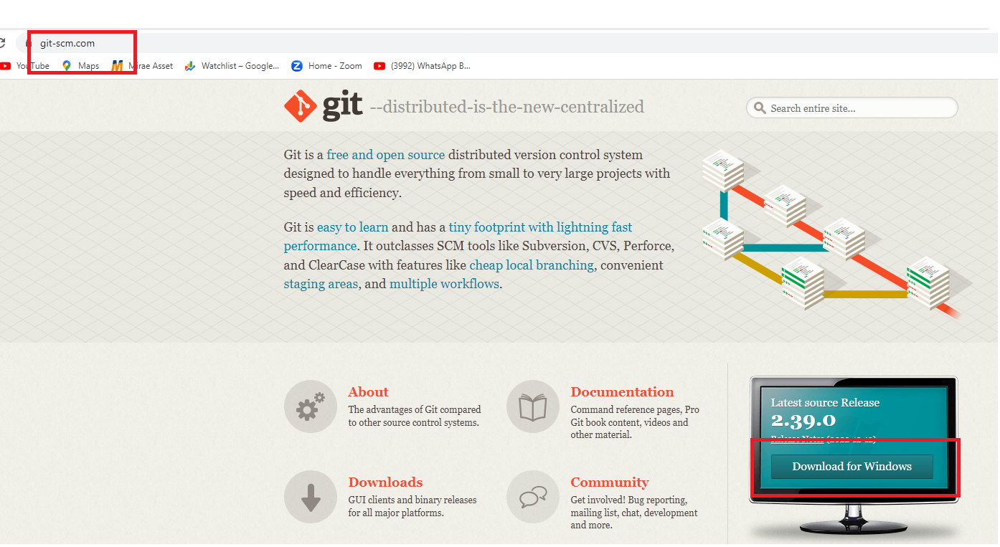 git-scm.com
YouTube Maps Mirae Asset Watchlist – Google... Home - Zoom (3992) WhatsApp B...
git --distributed-is-the-new-centralized
Search entire site...
Git is a free and open source distributed version control system
designed to handle everything from small to very large projects with
speed and efficiency.
Git is easy to learn and has a tiny footprint with lightning fast
performance. It outclasses SCM tools like Subversion, CVS, Perforce,
and ClearCase with features like cheap local branching, convenient
staging areas, and multiple workflows.
About
The advantages of Git compared
to other source control systems.
Documentation
Command reference pages, Pro
Git book content, videos and
other material.
Downloads
GUI clients and binary releases
for all major platforms.
Community
Get involved! Bug reporting,
mailing list, chat, development
and more.
Latest source Release
2.39.0
Release Notes (2022-12-12)
Download for Windows